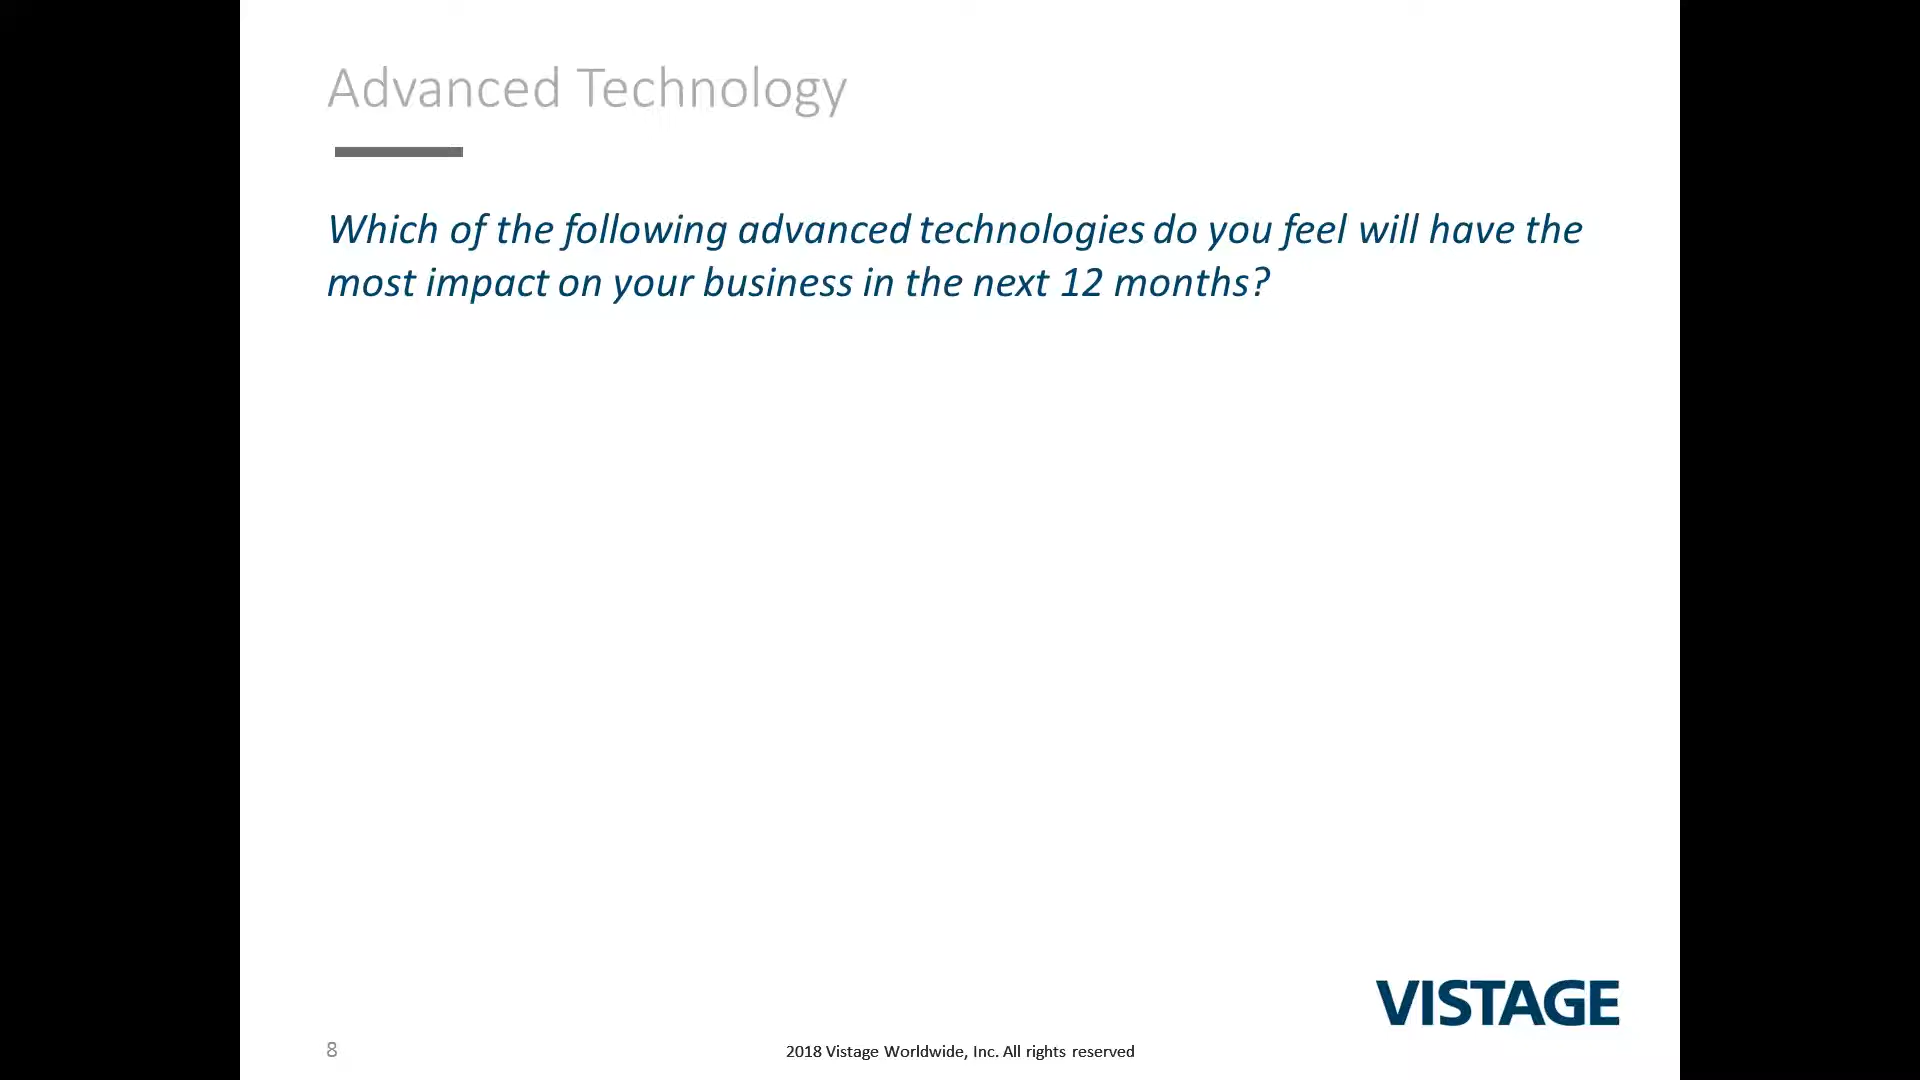 Advanced Technology
Which of the following advanced technologies do you feel will have the
most impact on your business in the next 12 months?
VISTAGE
8
2018 Vistage Worldwide, Inc. All rights reserved